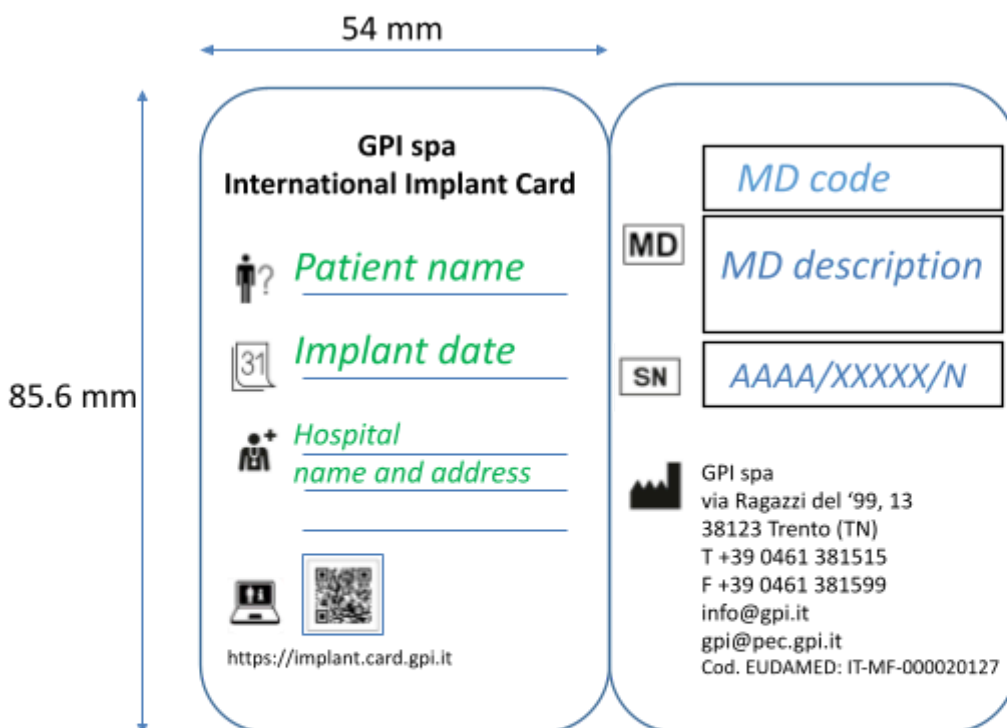 54 mm
85.6 mm
GPI spa
International Implant Card
?
Patient name
31
Implant date
Hospital
name and address
https://implant.card.gpi.it
MD code
MD
MD description
SN
AAAA/XXXXX/N
GPI spa
via Ragazzi del ‘99, 13
38123 Trento (TN)
T +39 0461 381515
F +39 0461 381599
info@gpi.it
gpi@pec.gpi.it
Cod. EUDAMED: IT-MF-000020127